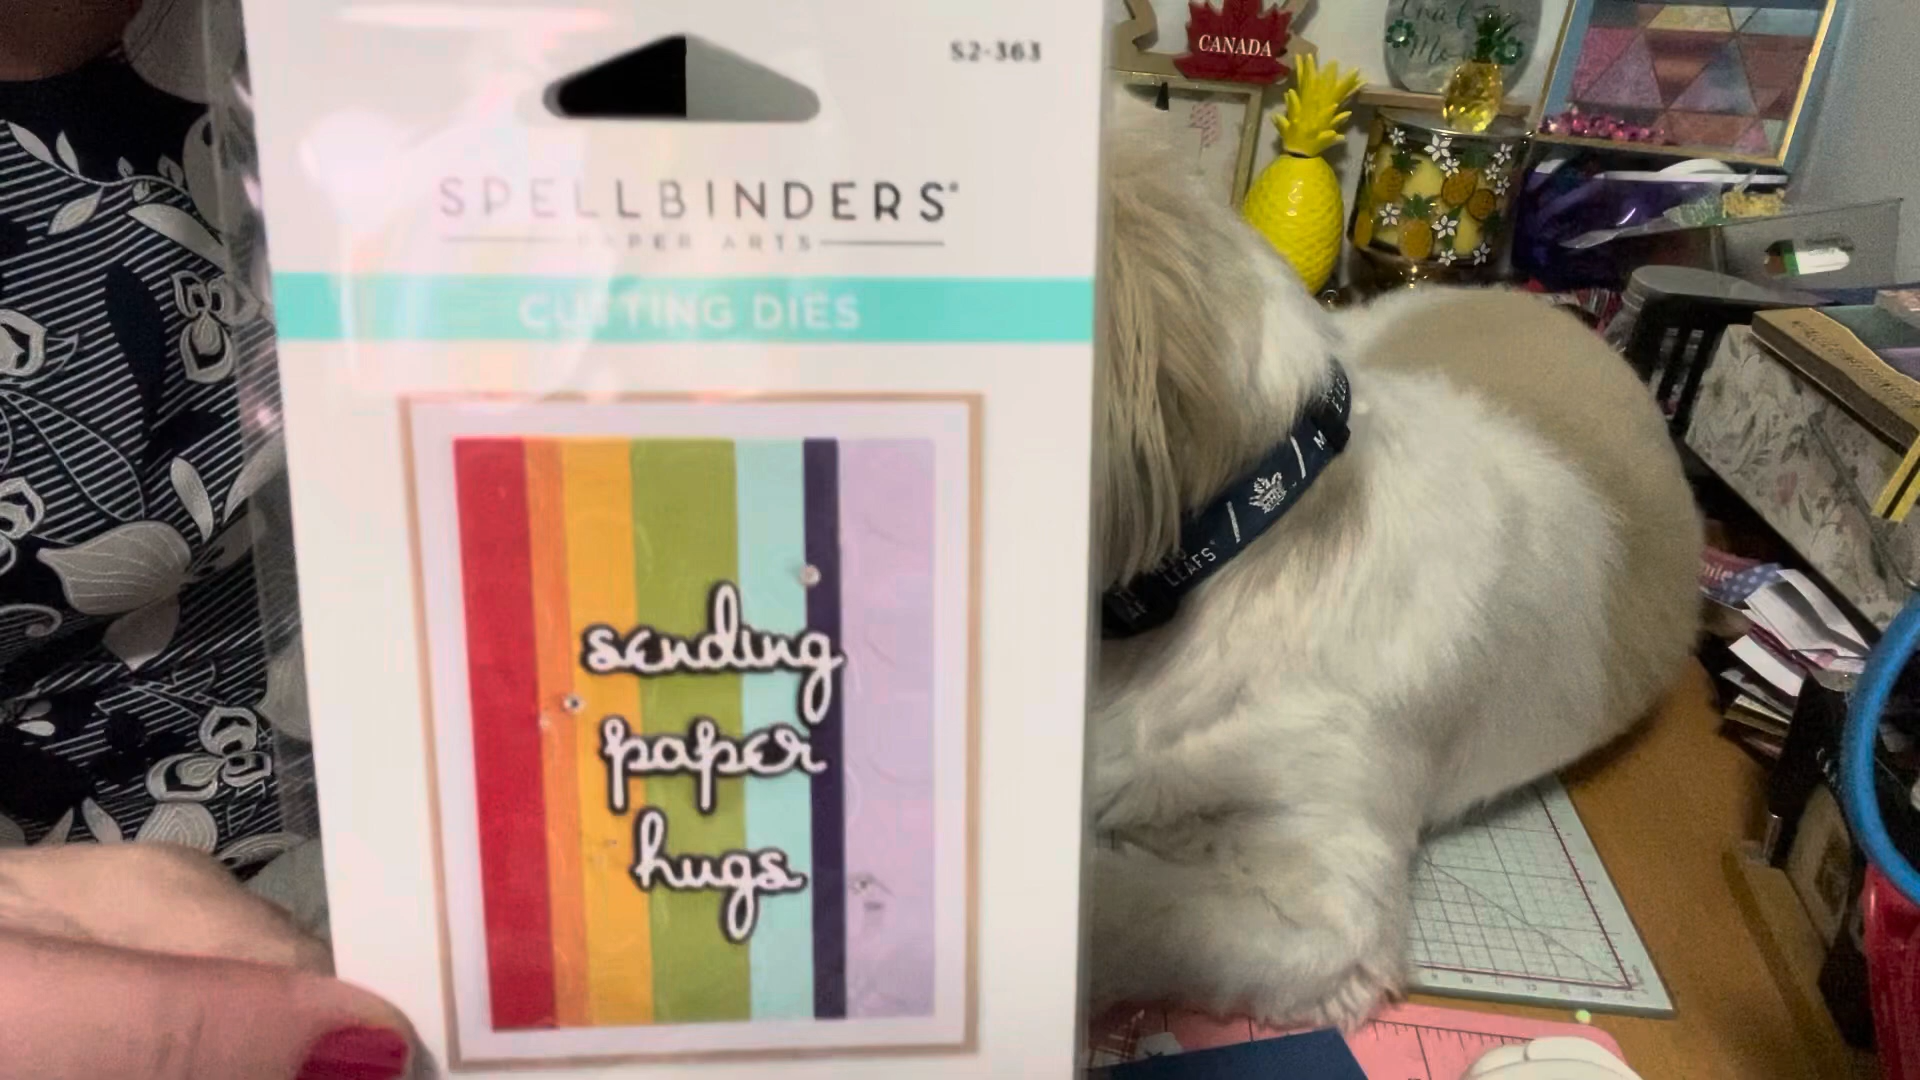 S2-363
SPELLBINDERS®
PAPER ARTS
CUTTING DIES
sending
paper
hugs
CANADA
LEAFS
M